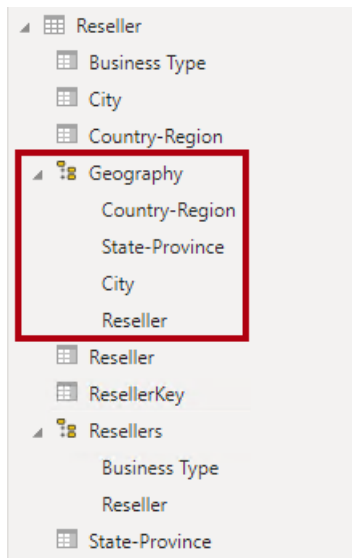 Reseller
Business Type
City
Country-Region
Geography
Country-Region
State-Province
City
Reseller
Reseller
ResellerKey
Resellers
Business Type
Reseller
State-Province